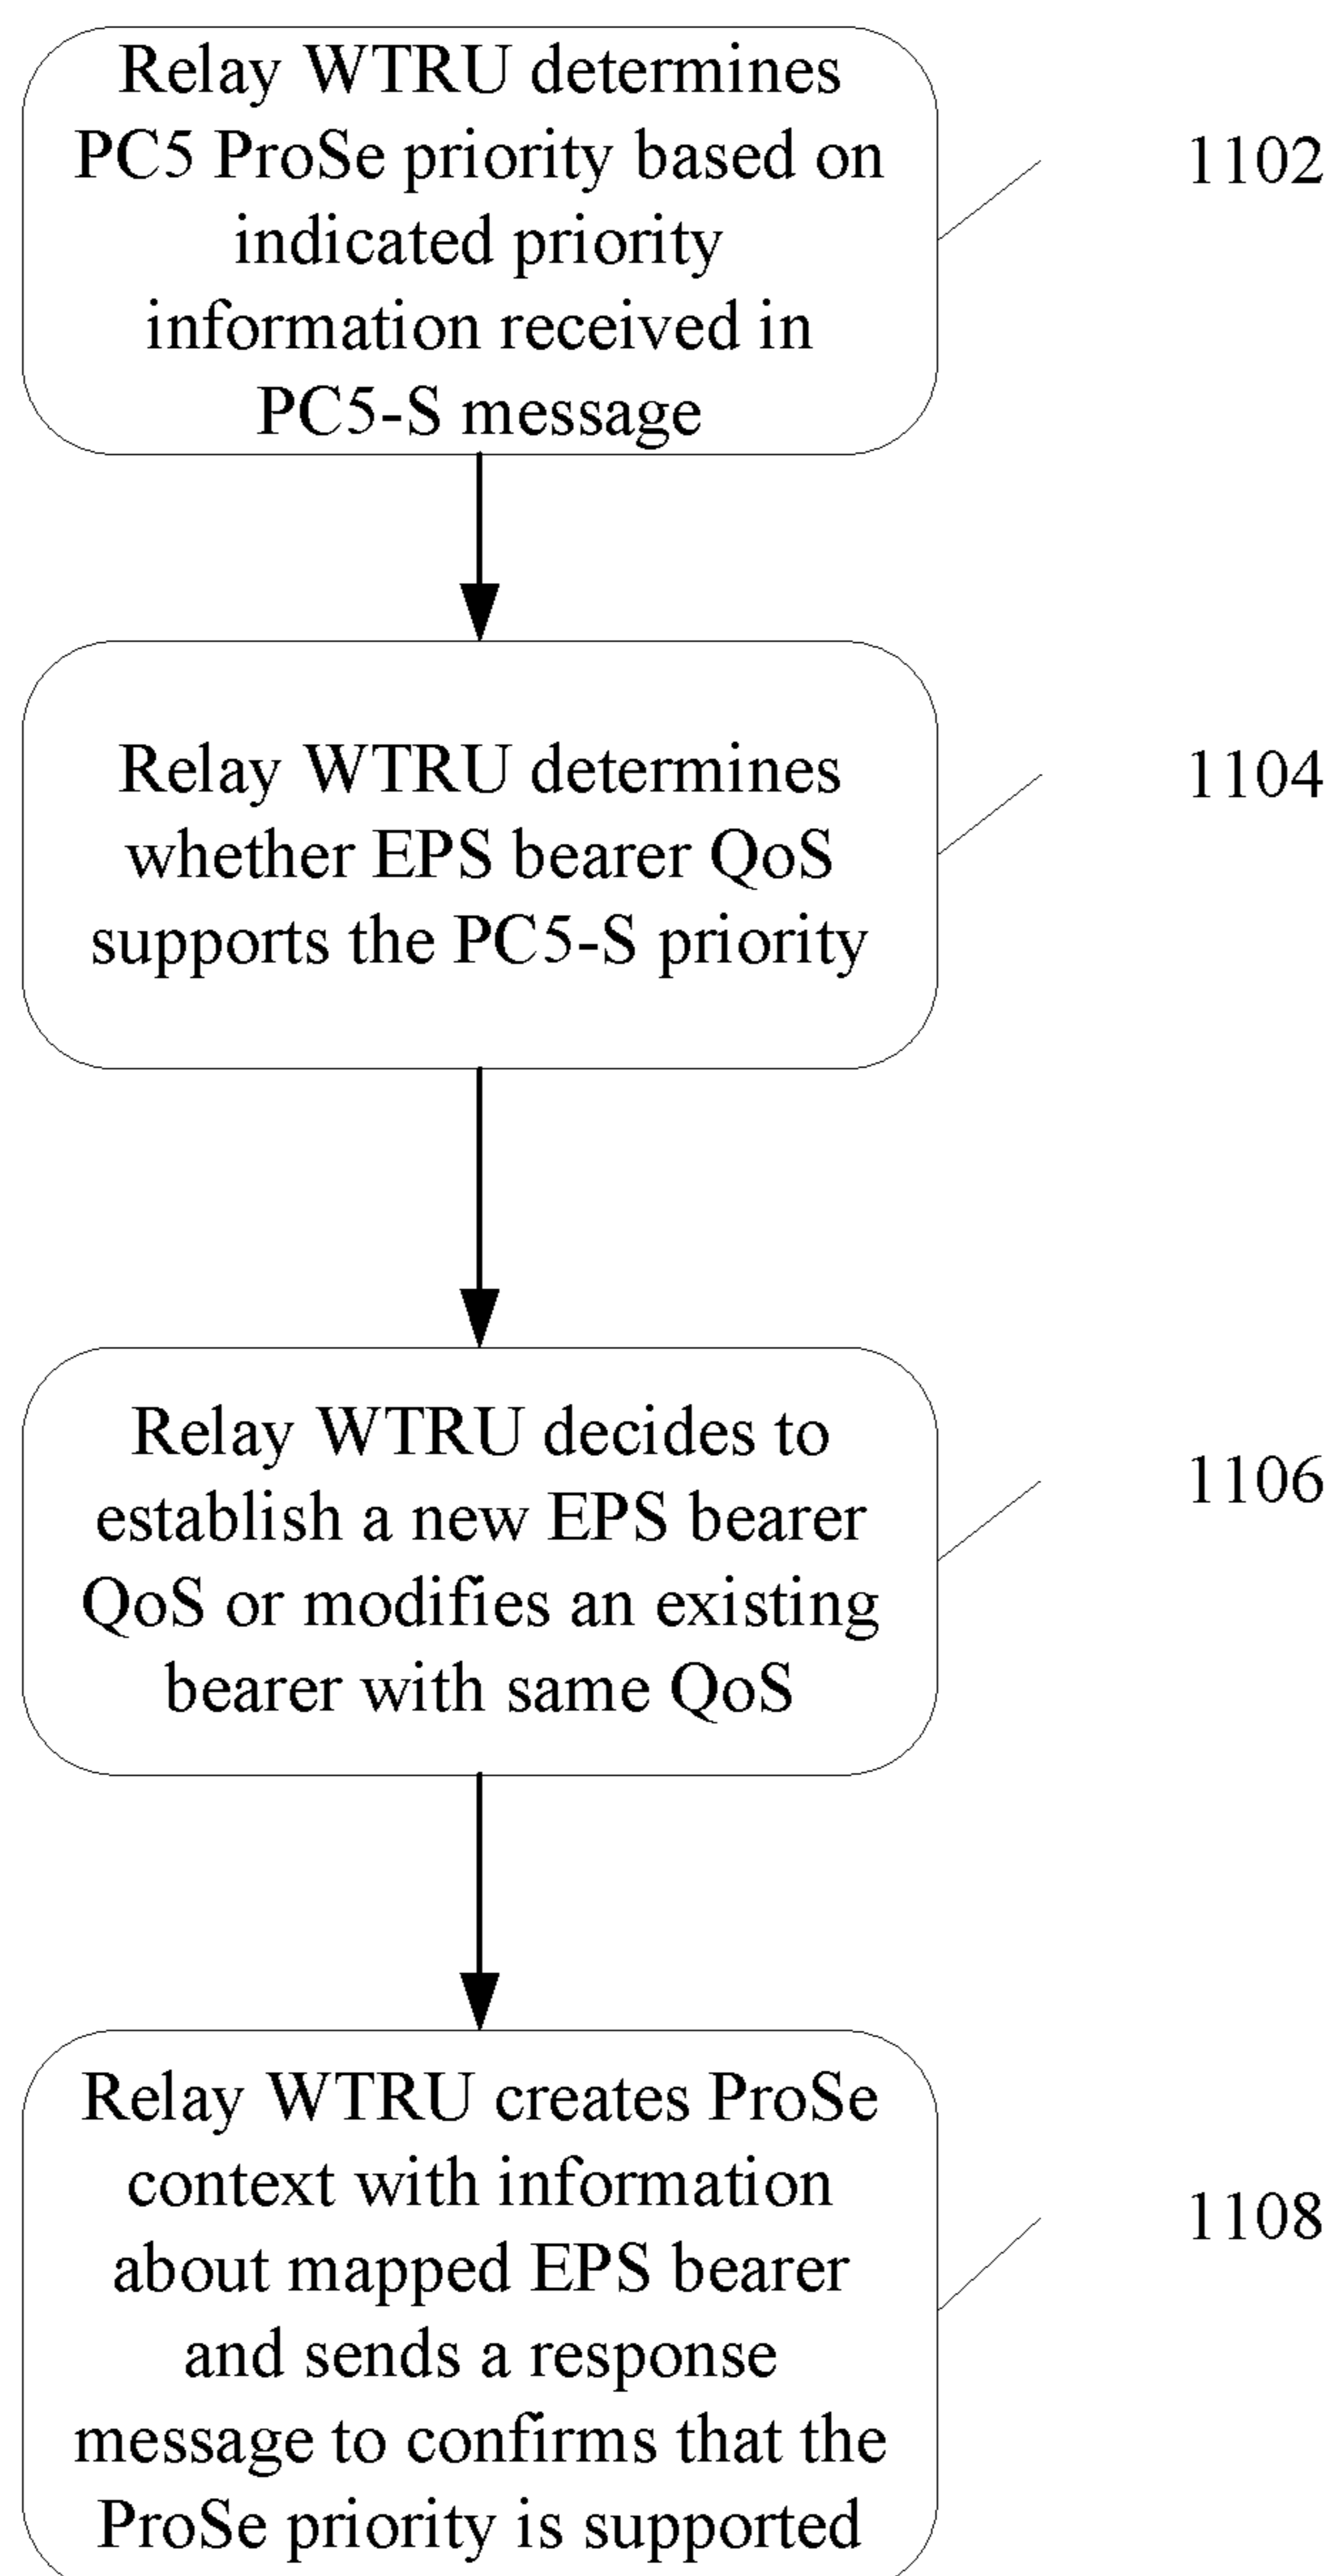 Relay WTRU determines
PC5 ProSe priority based on
indicated priority
information received in
PC5-S message
1102
Relay WTRU determines
whether EPS bearer QoS
supports the PC5-S priority
1104
Relay WTRU decides to
establish a new EPS bearer
QoS or modifies an existing
bearer with same QoS
1106
Relay WTRU creates ProSe
context with information
about mapped EPS bearer
and sends a response
message to confirms that the
ProSe priority is supported
1108